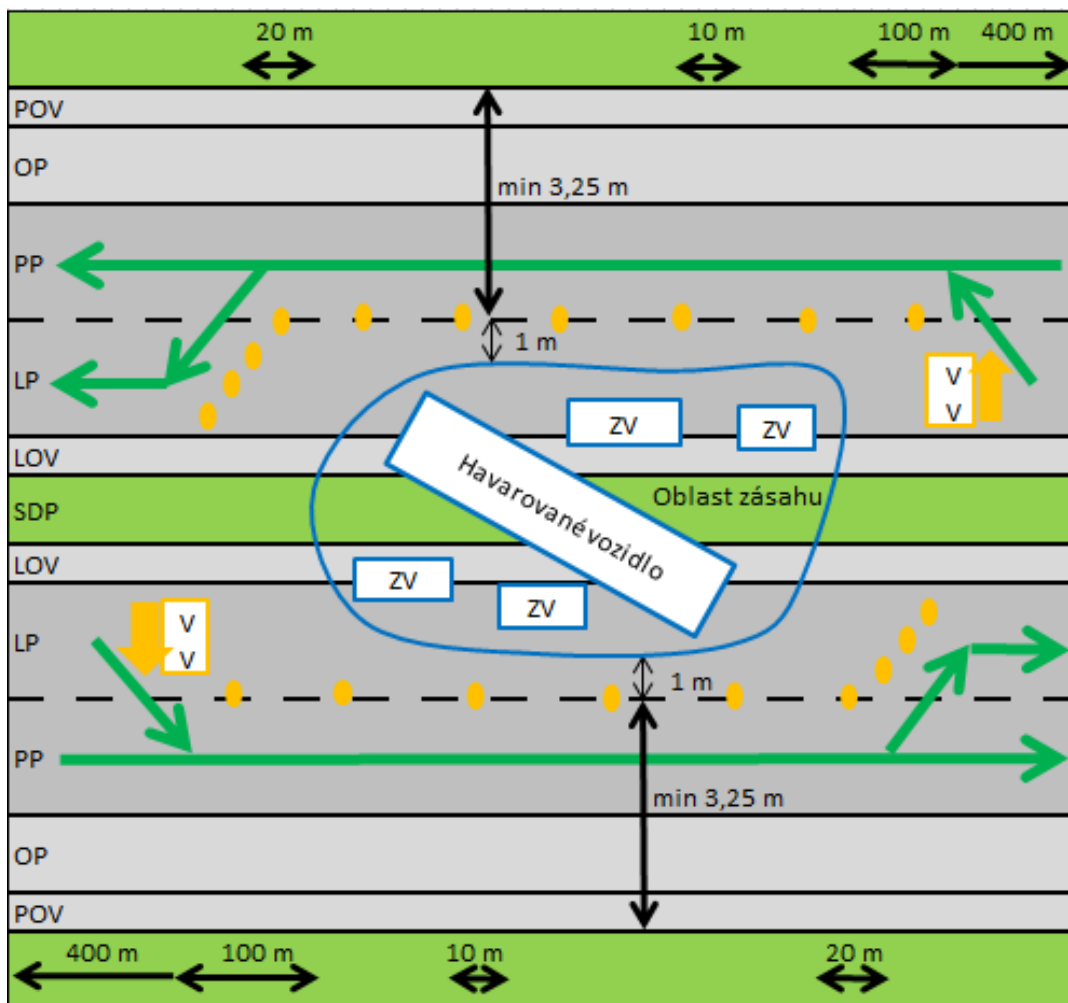 20 m
10 m
100 m
400 m
POV
OP
min 3,25 m
PP
1 m
LP
V
V
ZV
ZV
LOV
Havarovanévozidlo
Oblast zásahu
SDP
LOV
ZV
ZV
V
V
LP
1 m
PP
min 3,25 m
OP
POV
400 m
100 m
10 m
20 m